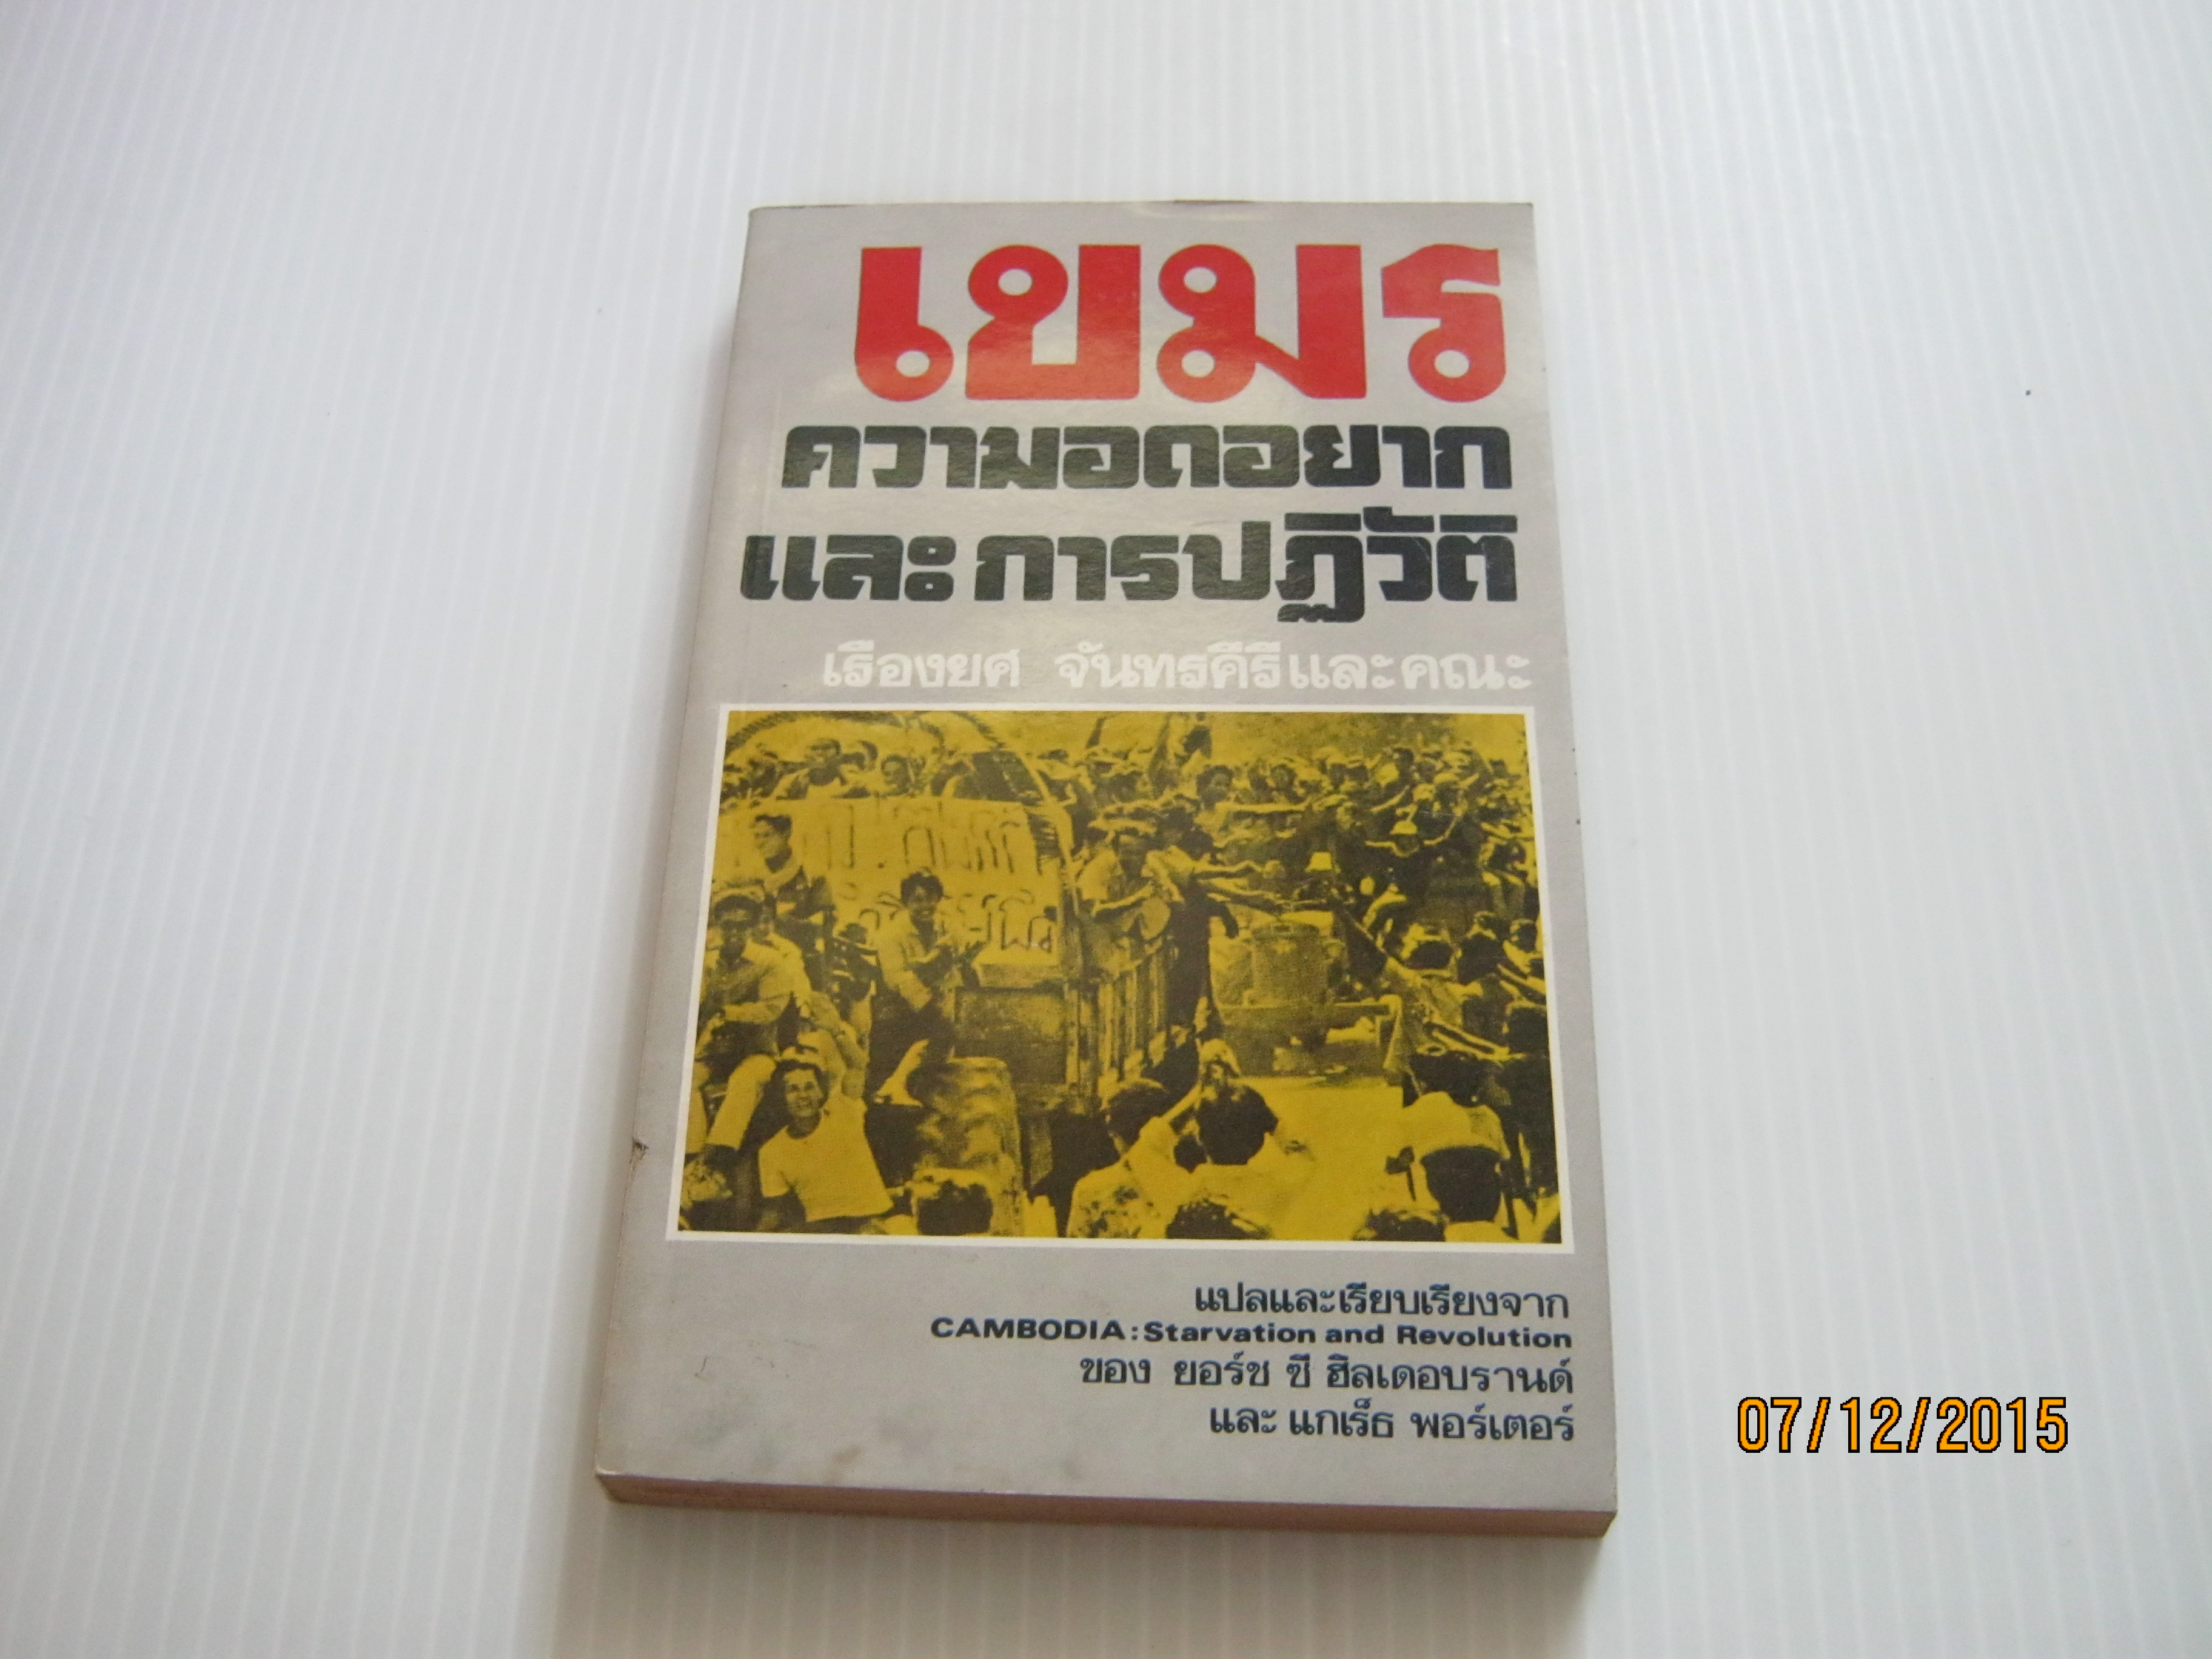 เขมร
ความอดอยาก
และการปฏิวัติ
เรืองยศ จันทรคีรีและคณะ
แปลและเรียบเรียงจาก
CAMBODIA: Starvation and Revolution
ของ ยอร์ช ซี ฮิลเดอบรานด์
และ แกเร็ธ พอร์เตอร์
07/12/2015